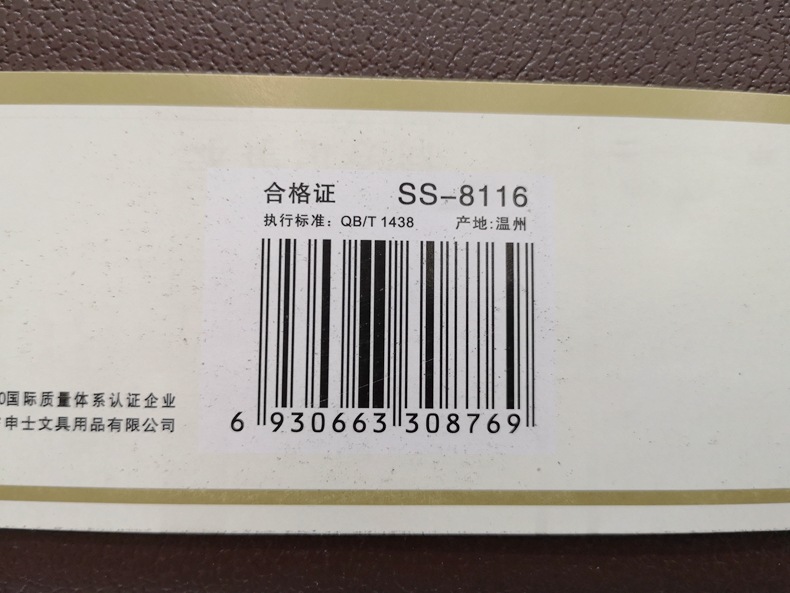 合格证 SS-8116
执行标准：QB/T 1438 产地:温州
0国际质量体系认证企业
申士文具用品有限公司
6 930663 308769